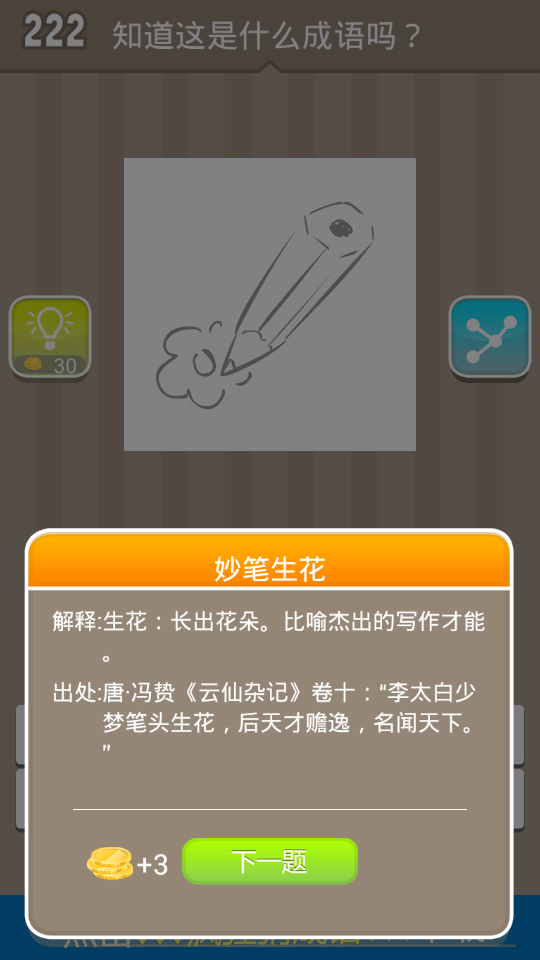 222
知道这是什么成语吗？
30
妙笔生花
解释:生花：长出花朵。比喻杰出的写作才能
。
出处:唐·冯贽《云仙杂记》卷十：“李太白少
梦笔头生花，后天才赡逸，名闻天下。
”
+3
下一题